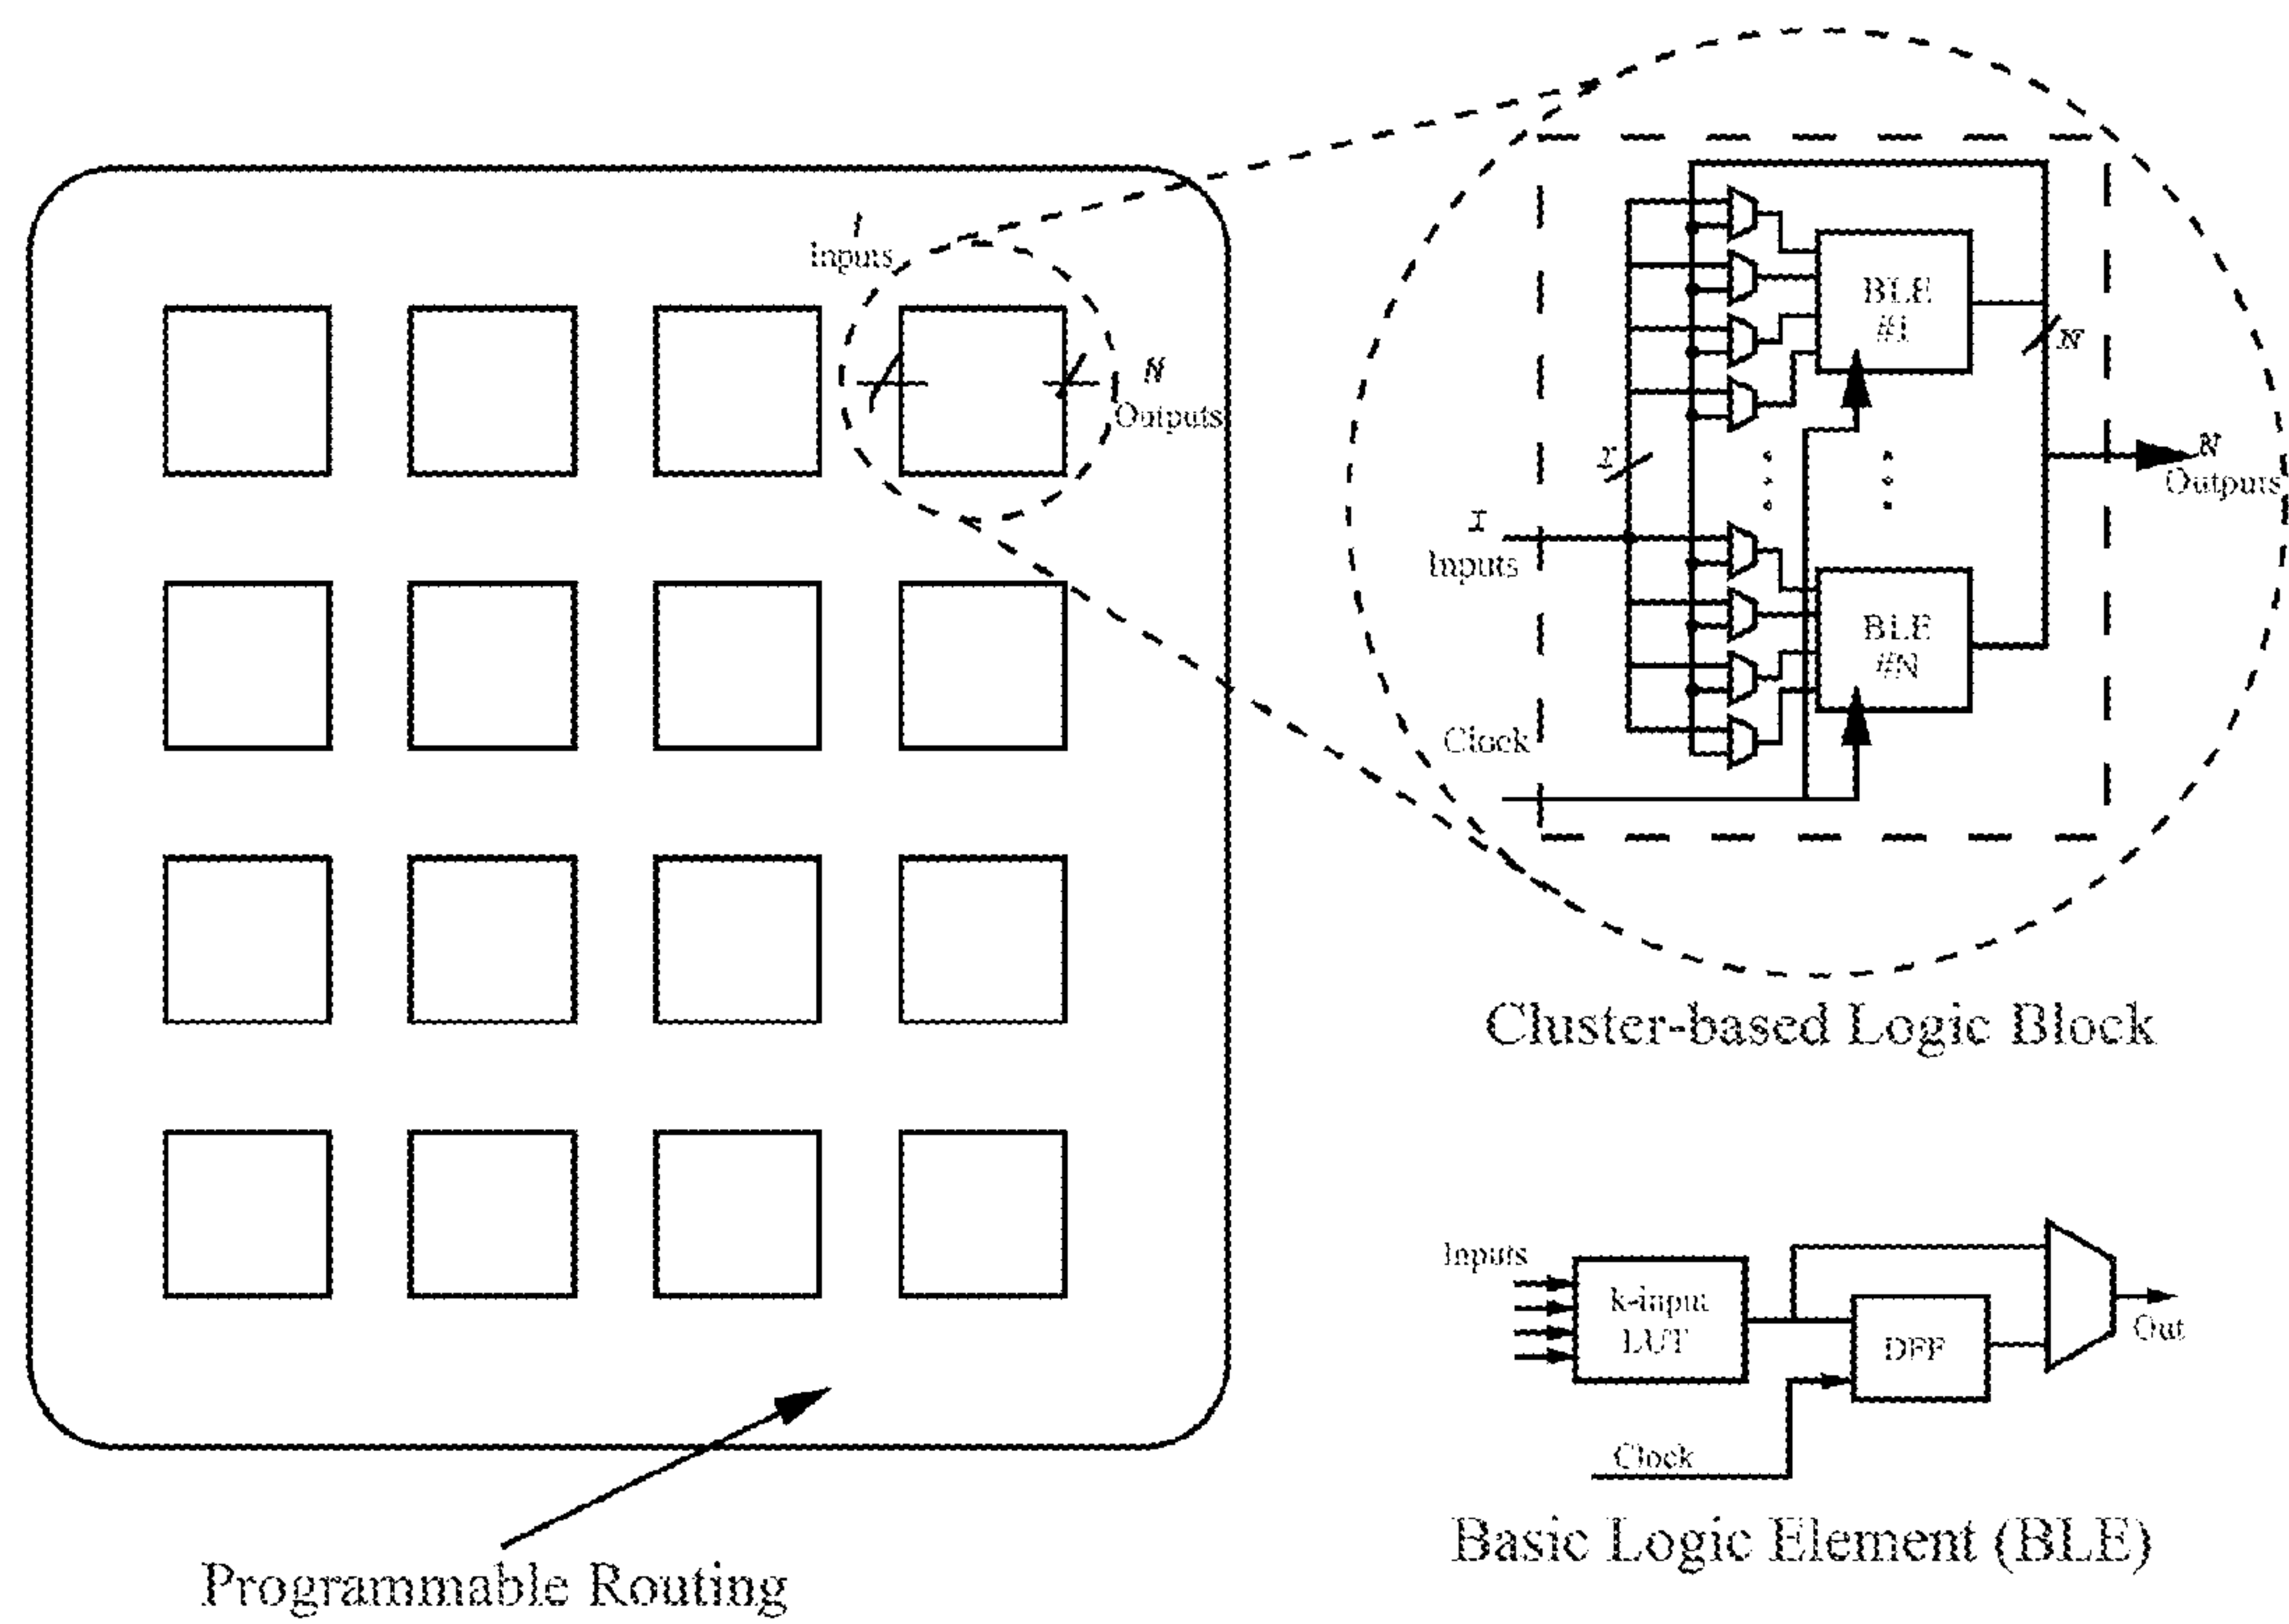 I
Inputs
N
Outputs
BLE
#1
N
I
N
Outputs
I
Inputs
BLE
#N
Clock
Cluster-based Logic Block
Inputs
k-input
LUT
DFF
Out
Clock
Basic Logic Element (BLE)
Programmable Routing